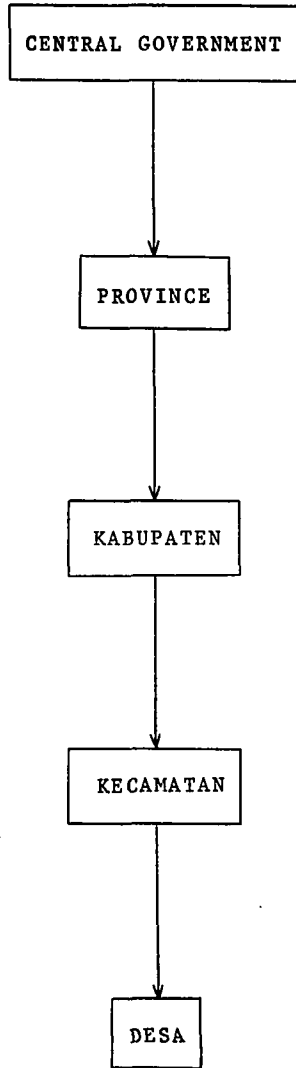 CENTRAL GOVERNMENT
PROVINCE
KABUPATEN
KECAMATAN
DESA